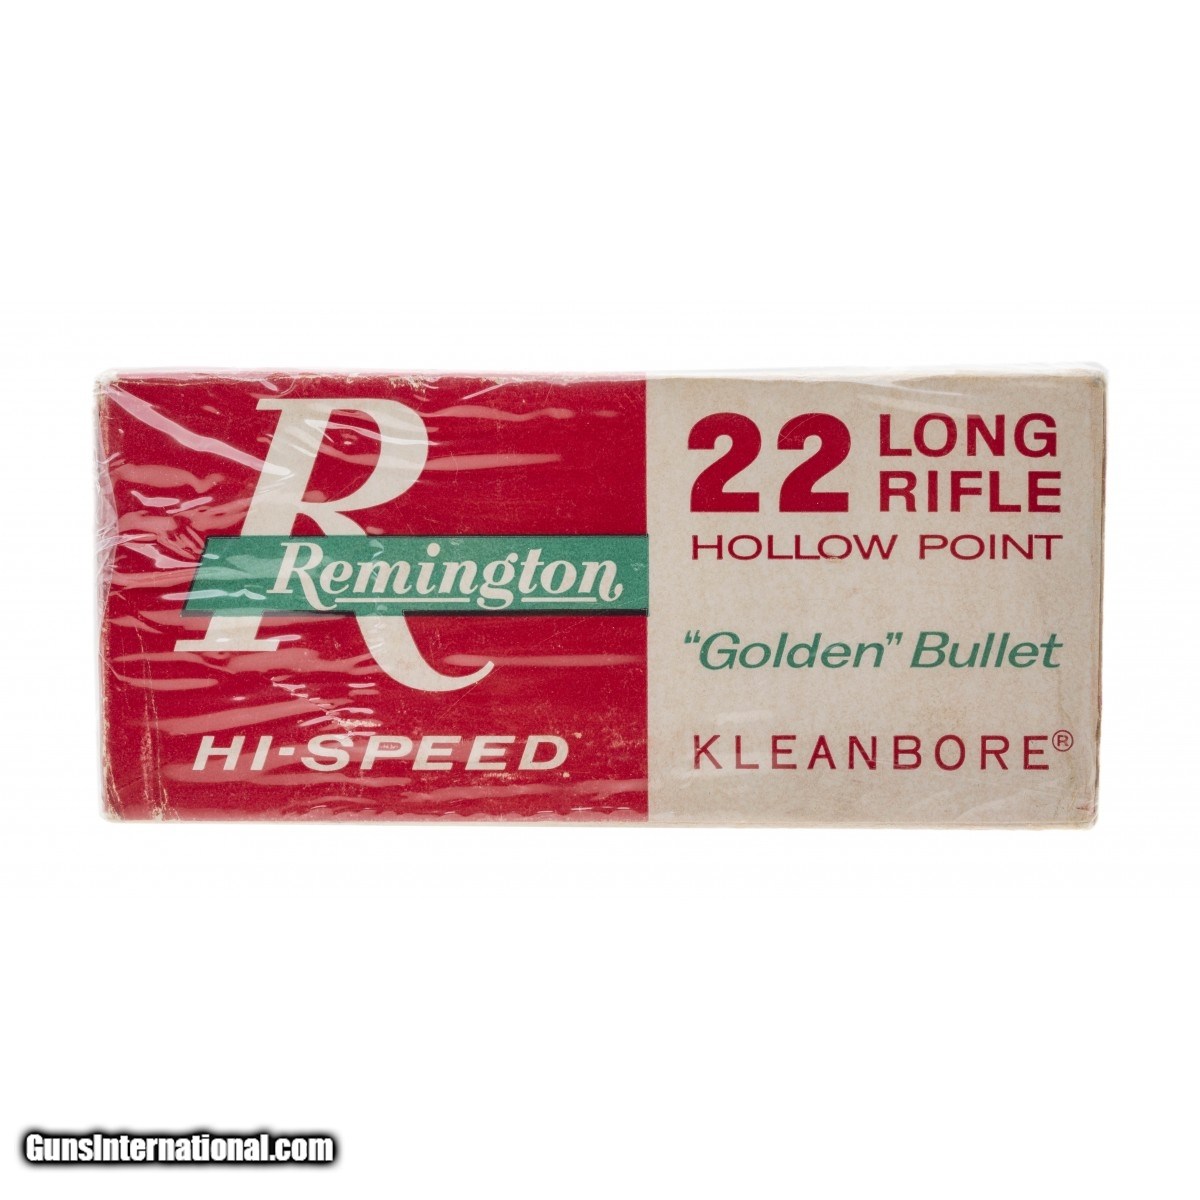 R
Remington
HI-SPEED
22 LONG RIFLE
HOLLOW POINT
"Golden" Bullet
KLEANBORE®
GunsInternational.com